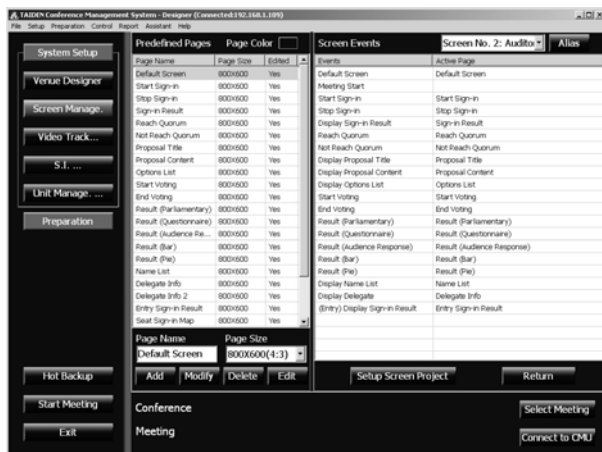 TAIDEN Conference Management System - Designer (Connected:192.168.1.109)
File Setup Preparation Control Report Assistant Help
System Setup
Venue Designer
Screen Manage.
Video Track...
S.I. ...
Unit Manage. ...
Preparation
Hot Backup
Start Meeting
Exit
Predefined Pages Page Color
Page Name Page Size Edited
Default Screen 800X600 Yes
Start Sign-in 800X600 Yes
Stop Sign-in 800X600 Yes
Sign-in Result 800X600 Yes
Reach Quorum 800X600 Yes
Not Reach Quorum 800X600 Yes
Proposal Title 800X600 Yes
Proposal Content 800X600 Yes
Options List 800X600 Yes
Start Voting 800X600 Yes
End Voting 800X600 Yes
Result (Parliamentary) 800X600 Yes
Result (Questionnaire) 800X600 Yes
Result (Audience Re... 800X600 Yes
Result (Bar) 800X600 Yes
Result (Pie) 800X600 Yes
Name List 800X600 Yes
Delegate Info 800X600 Yes
Delegate Info 2 800X600 Yes
Entry Sign-in Result 800X600 Yes
Seat Sign-in Map 800X600 Yes
Page Name Page Size
Default Screen 800X600(4:3)
Add Modify Delete Edit
Screen Events Screen No. 2: Audito Alias
Events Active Page
Default Screen Default Screen
Meeting Start
Start Sign-in Start Sign-in
Stop Sign-in Stop Sign-in
Display Sign-in Result Sign-in Result
Reach Quorum Reach Quorum
Not Reach Quorum Not Reach Quorum
Display Proposal Title Proposal Title
Display Proposal Content Proposal Content
Display Options List Options List
Start Voting Start Voting
End Voting End Voting
Result (Parliamentary) Result (Parliamentary)
Result (Questionnaire) Result (Questionnaire)
Result (Audience Response) Result (Audience Response)
Result (Bar) Result (Bar)
Result (Pie) Result (Pie)
Display Name List Name List
Display Delegate Delegate Info
(Entry) Display Sign-in Result Entry Sign-in Result
Setup Screen Project Return
Conference
Meeting
Select Meeting
Connect to CMU